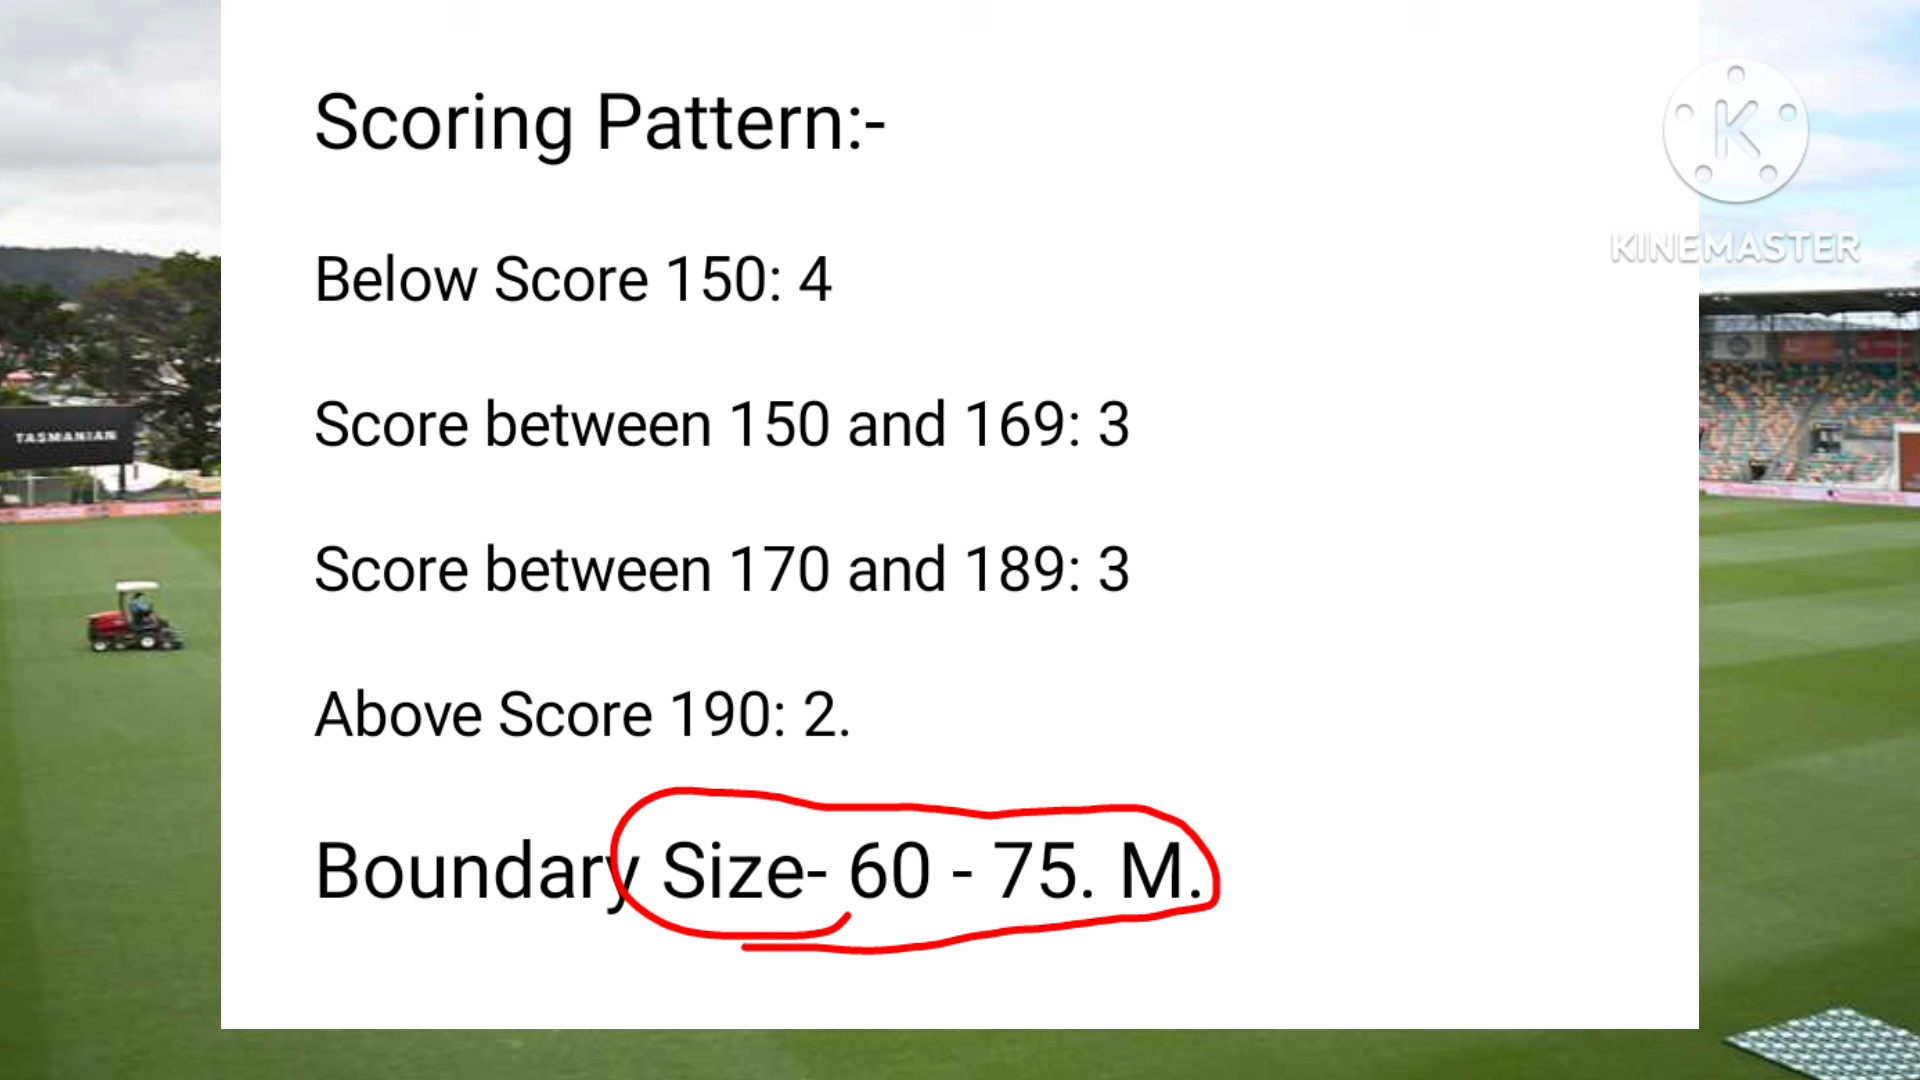 Scoring Pattern:-
K
KINEMASTER
Below Score 150: 4
Score between 150 and 169: 3
TASMANIAN
Score between 170 and 189: 3
Above Score 190: 2.
Boundary Size- 60 - 75. M.